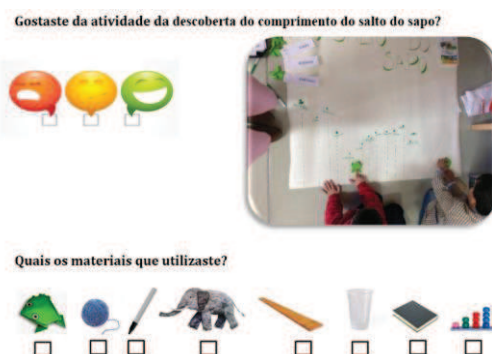 Gostaste da atividade da descoberta do comprimento do salto do sapo?
Quais os materiais que utilizaste?